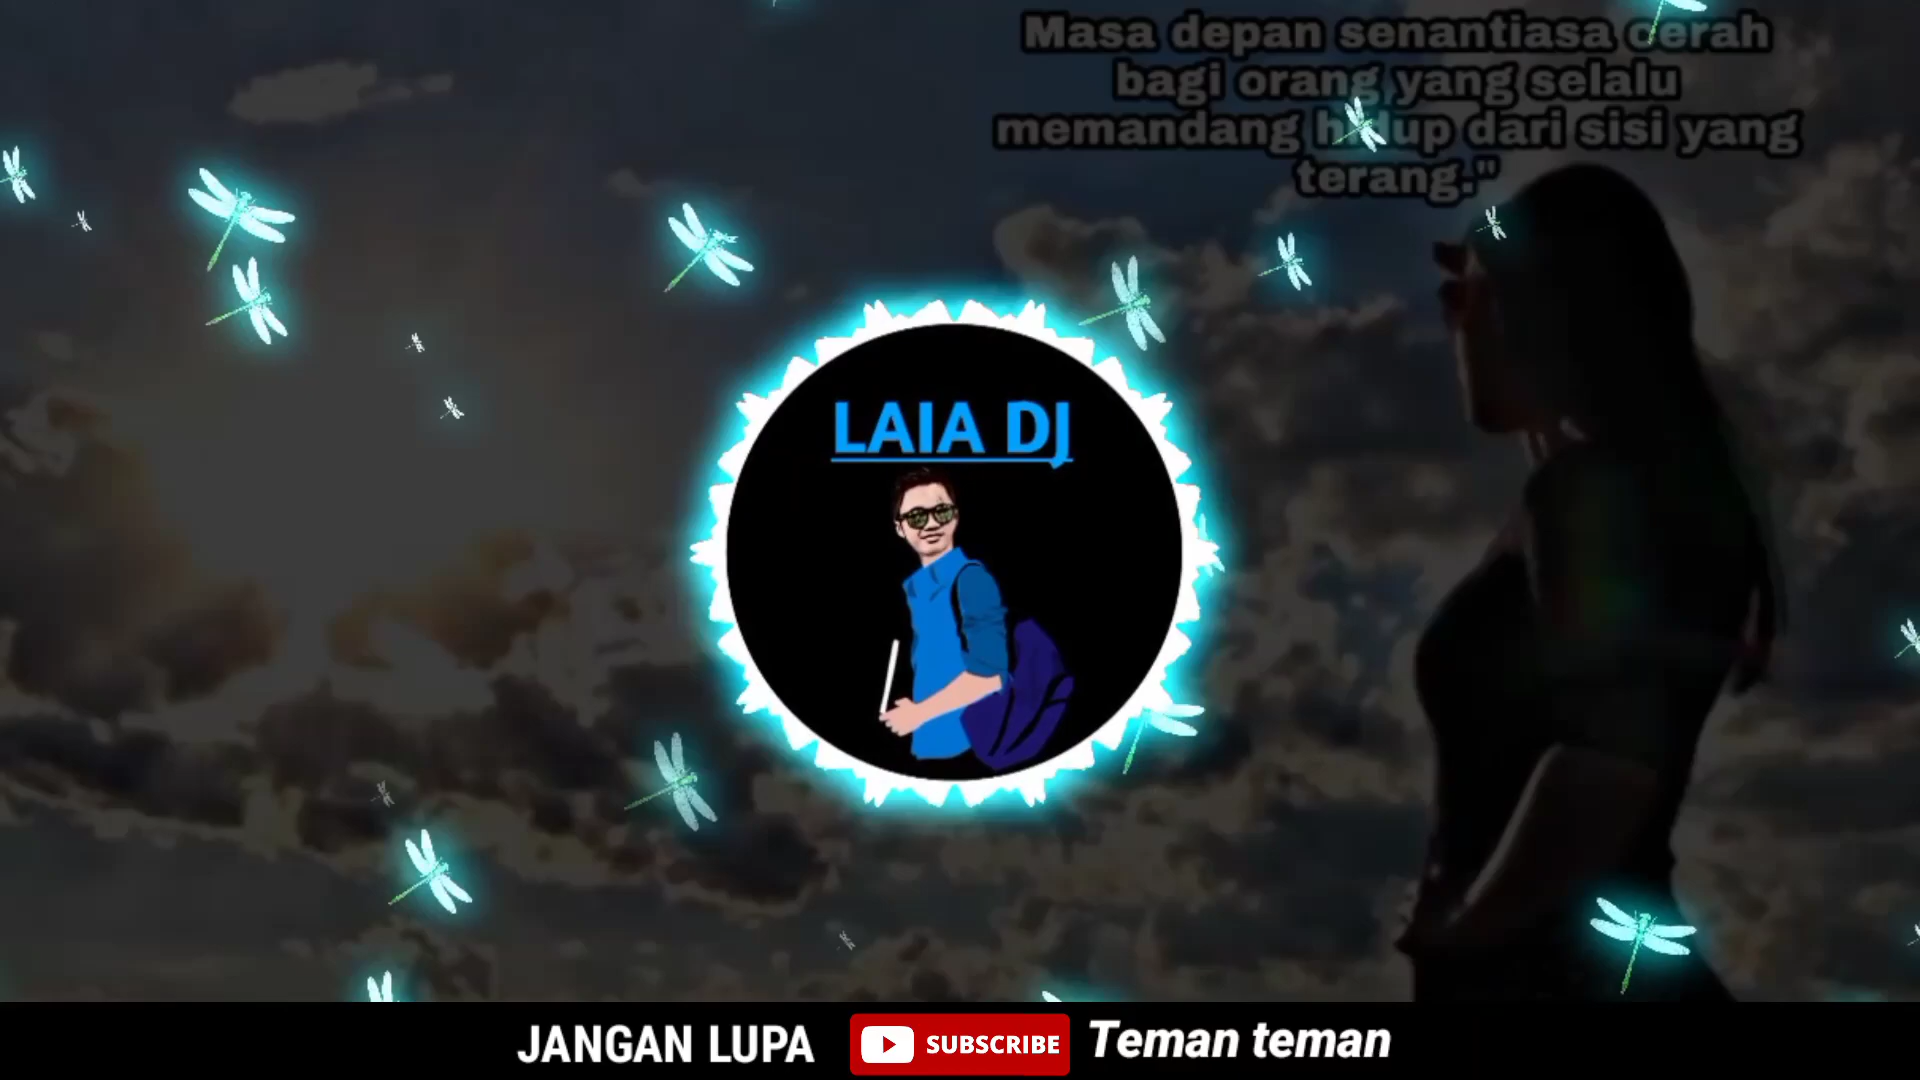 Masa depan senantiasa cerah
bagi orang yang selalu
memandang hidup dari sisi yang
terang."
LAIA DJ
JANGAN LUPA SUBSCRIBE Teman teman